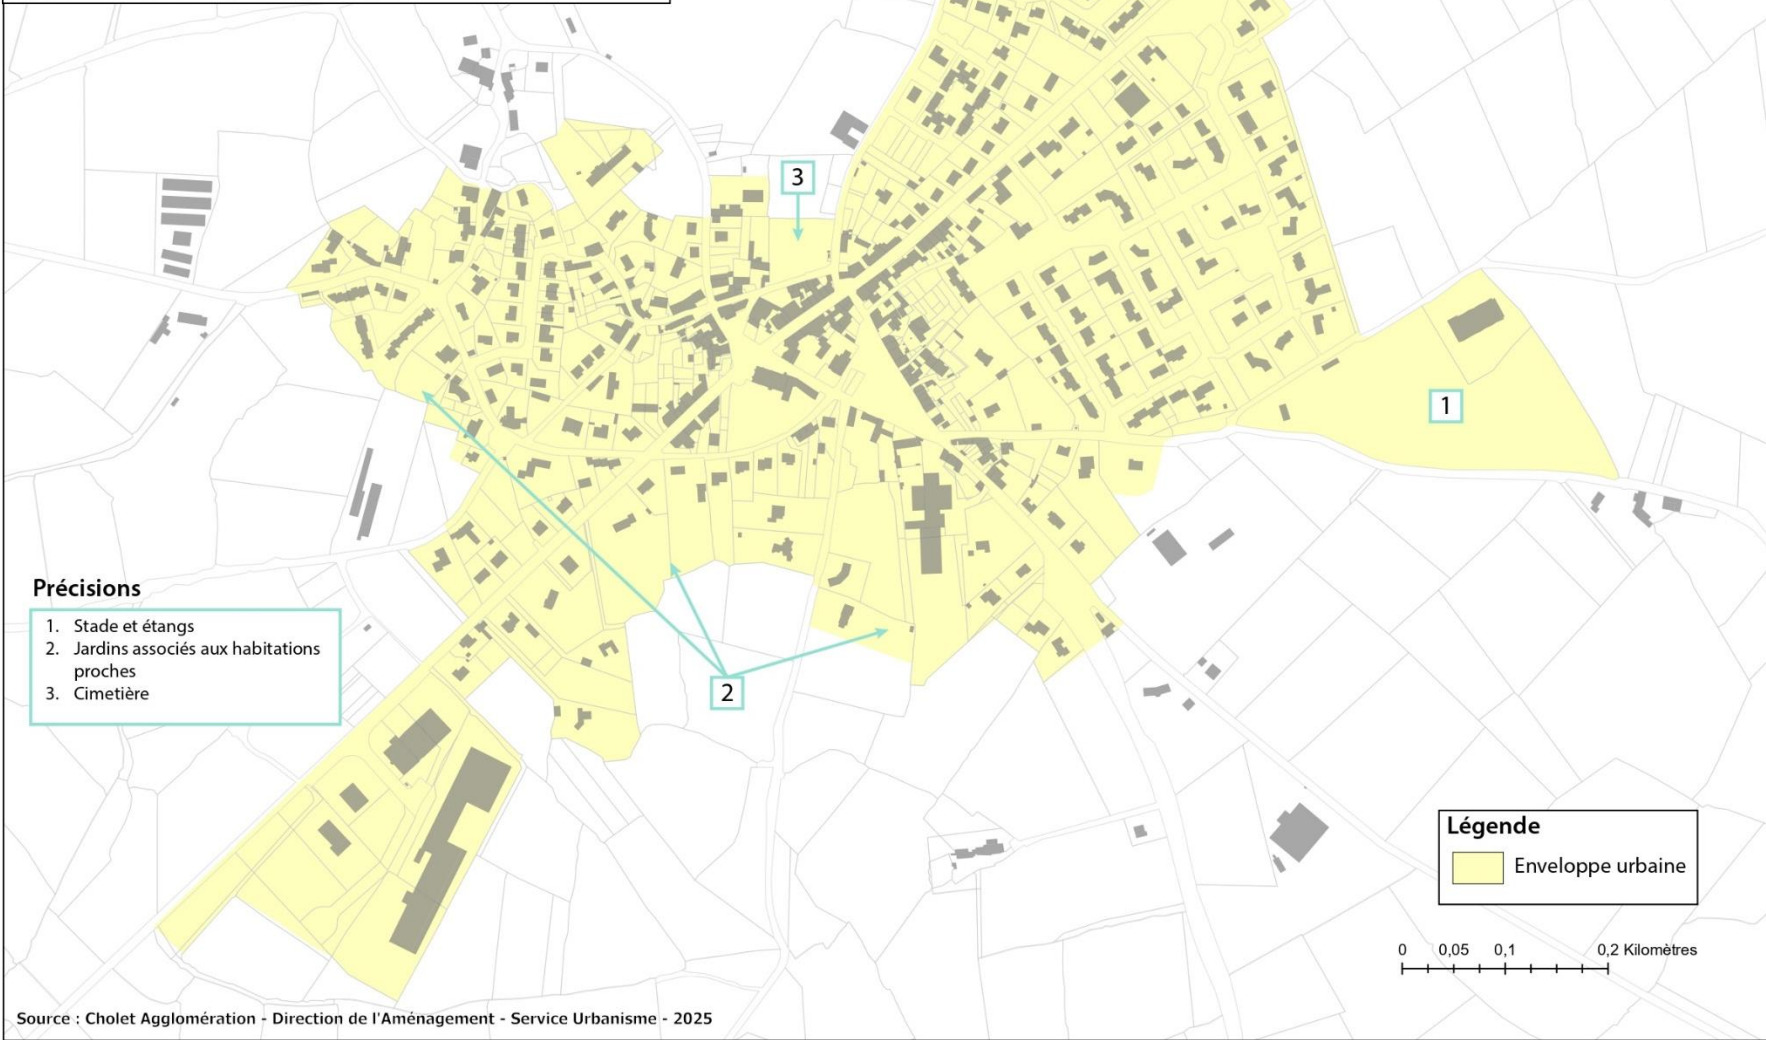 3
1
Précisions
1. Stade et étangs
2. Jardins associés aux habitations
proches
3. Cimetière
2
Légende
Enveloppe urbaine
0 0,05 0,1 0,2 Kilomètres
Source : Cholet Agglomération - Direction de l'Aménagement - Service Urbanisme - 2025